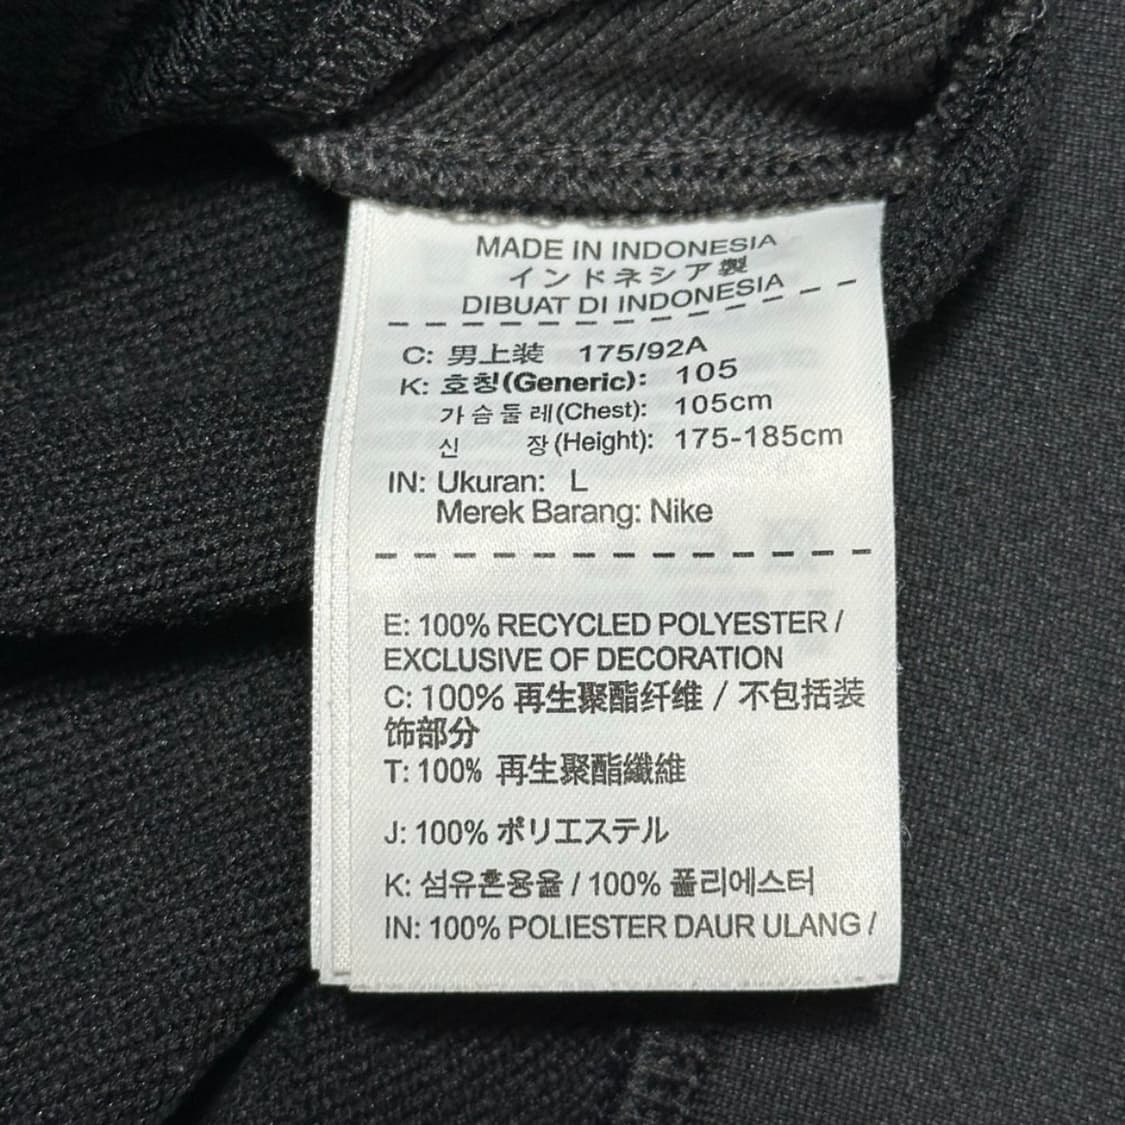 MADE IN INDONESIA
インドネシア製
DIBUAT DI INDONESIA
C: 男上装 175/92A
K: 호칭(Generic): 105
가슴둘레(Chest): 105cm
신 장(Height): 175-185cm
IN: Ukuran: L
Merek Barang: Nike
E: 100% RECYCLED POLYESTER /
EXCLUSIVE OF DECORATION
C: 100% 再生聚酯纤维 / 不包括装
饰部分
T: 100% 再生聚酯纖維
J: 100% ポリエステル
K: 섬유혼용율 / 100% 폴리에스터
IN: 100% POLIESTER DAUR ULANG /